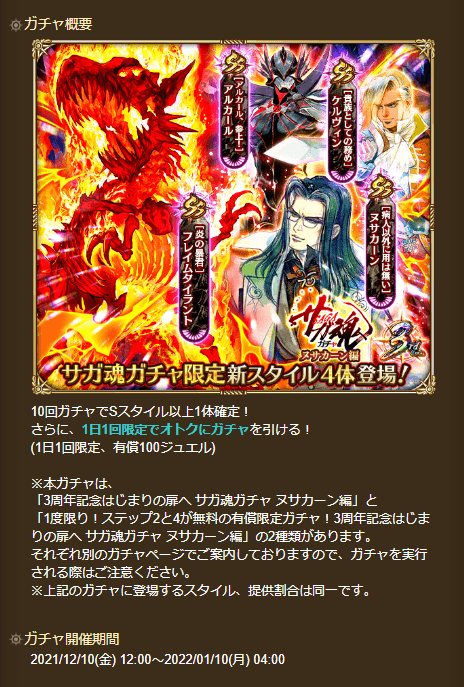 ガチャ概要
SS
［アルカール、参上！］
アルカール
SS
［貴族としての務め］
ケルヴィン
SS
［病人以外に用は無い］
ヌサカーン
SS
［炎の暴君］
フレイムタイラント
サガ魂
ガチャ
ヌサカーン編
3rd
サガ魂ガチャ限定新スタイル4体登場！
10回ガチャでSスタイル以上1体確定！
さらに、1日1回限定でオトクにガチャを引ける！
(1日1回限定、有償100ジュエル)
※本ガチャは、
「3周年記念はじまりの扉へ サガ魂ガチャ ヌサカーン編」と
「1度限り！ステップ2と4が無料の有償限定ガチャ！3周年記念はじま
りの扉へ サガ魂ガチャ ヌサカーン編」の2種類があります。
それぞれ別のガチャページでご案内しておりますので、ガチャを実行
される際はご注意ください。
※上記のガチャに登場するスタイル、提供割合は同一です。
ガチャ開催期間
2021/12/10(金) 12:00～2022/01/10(月) 04:00